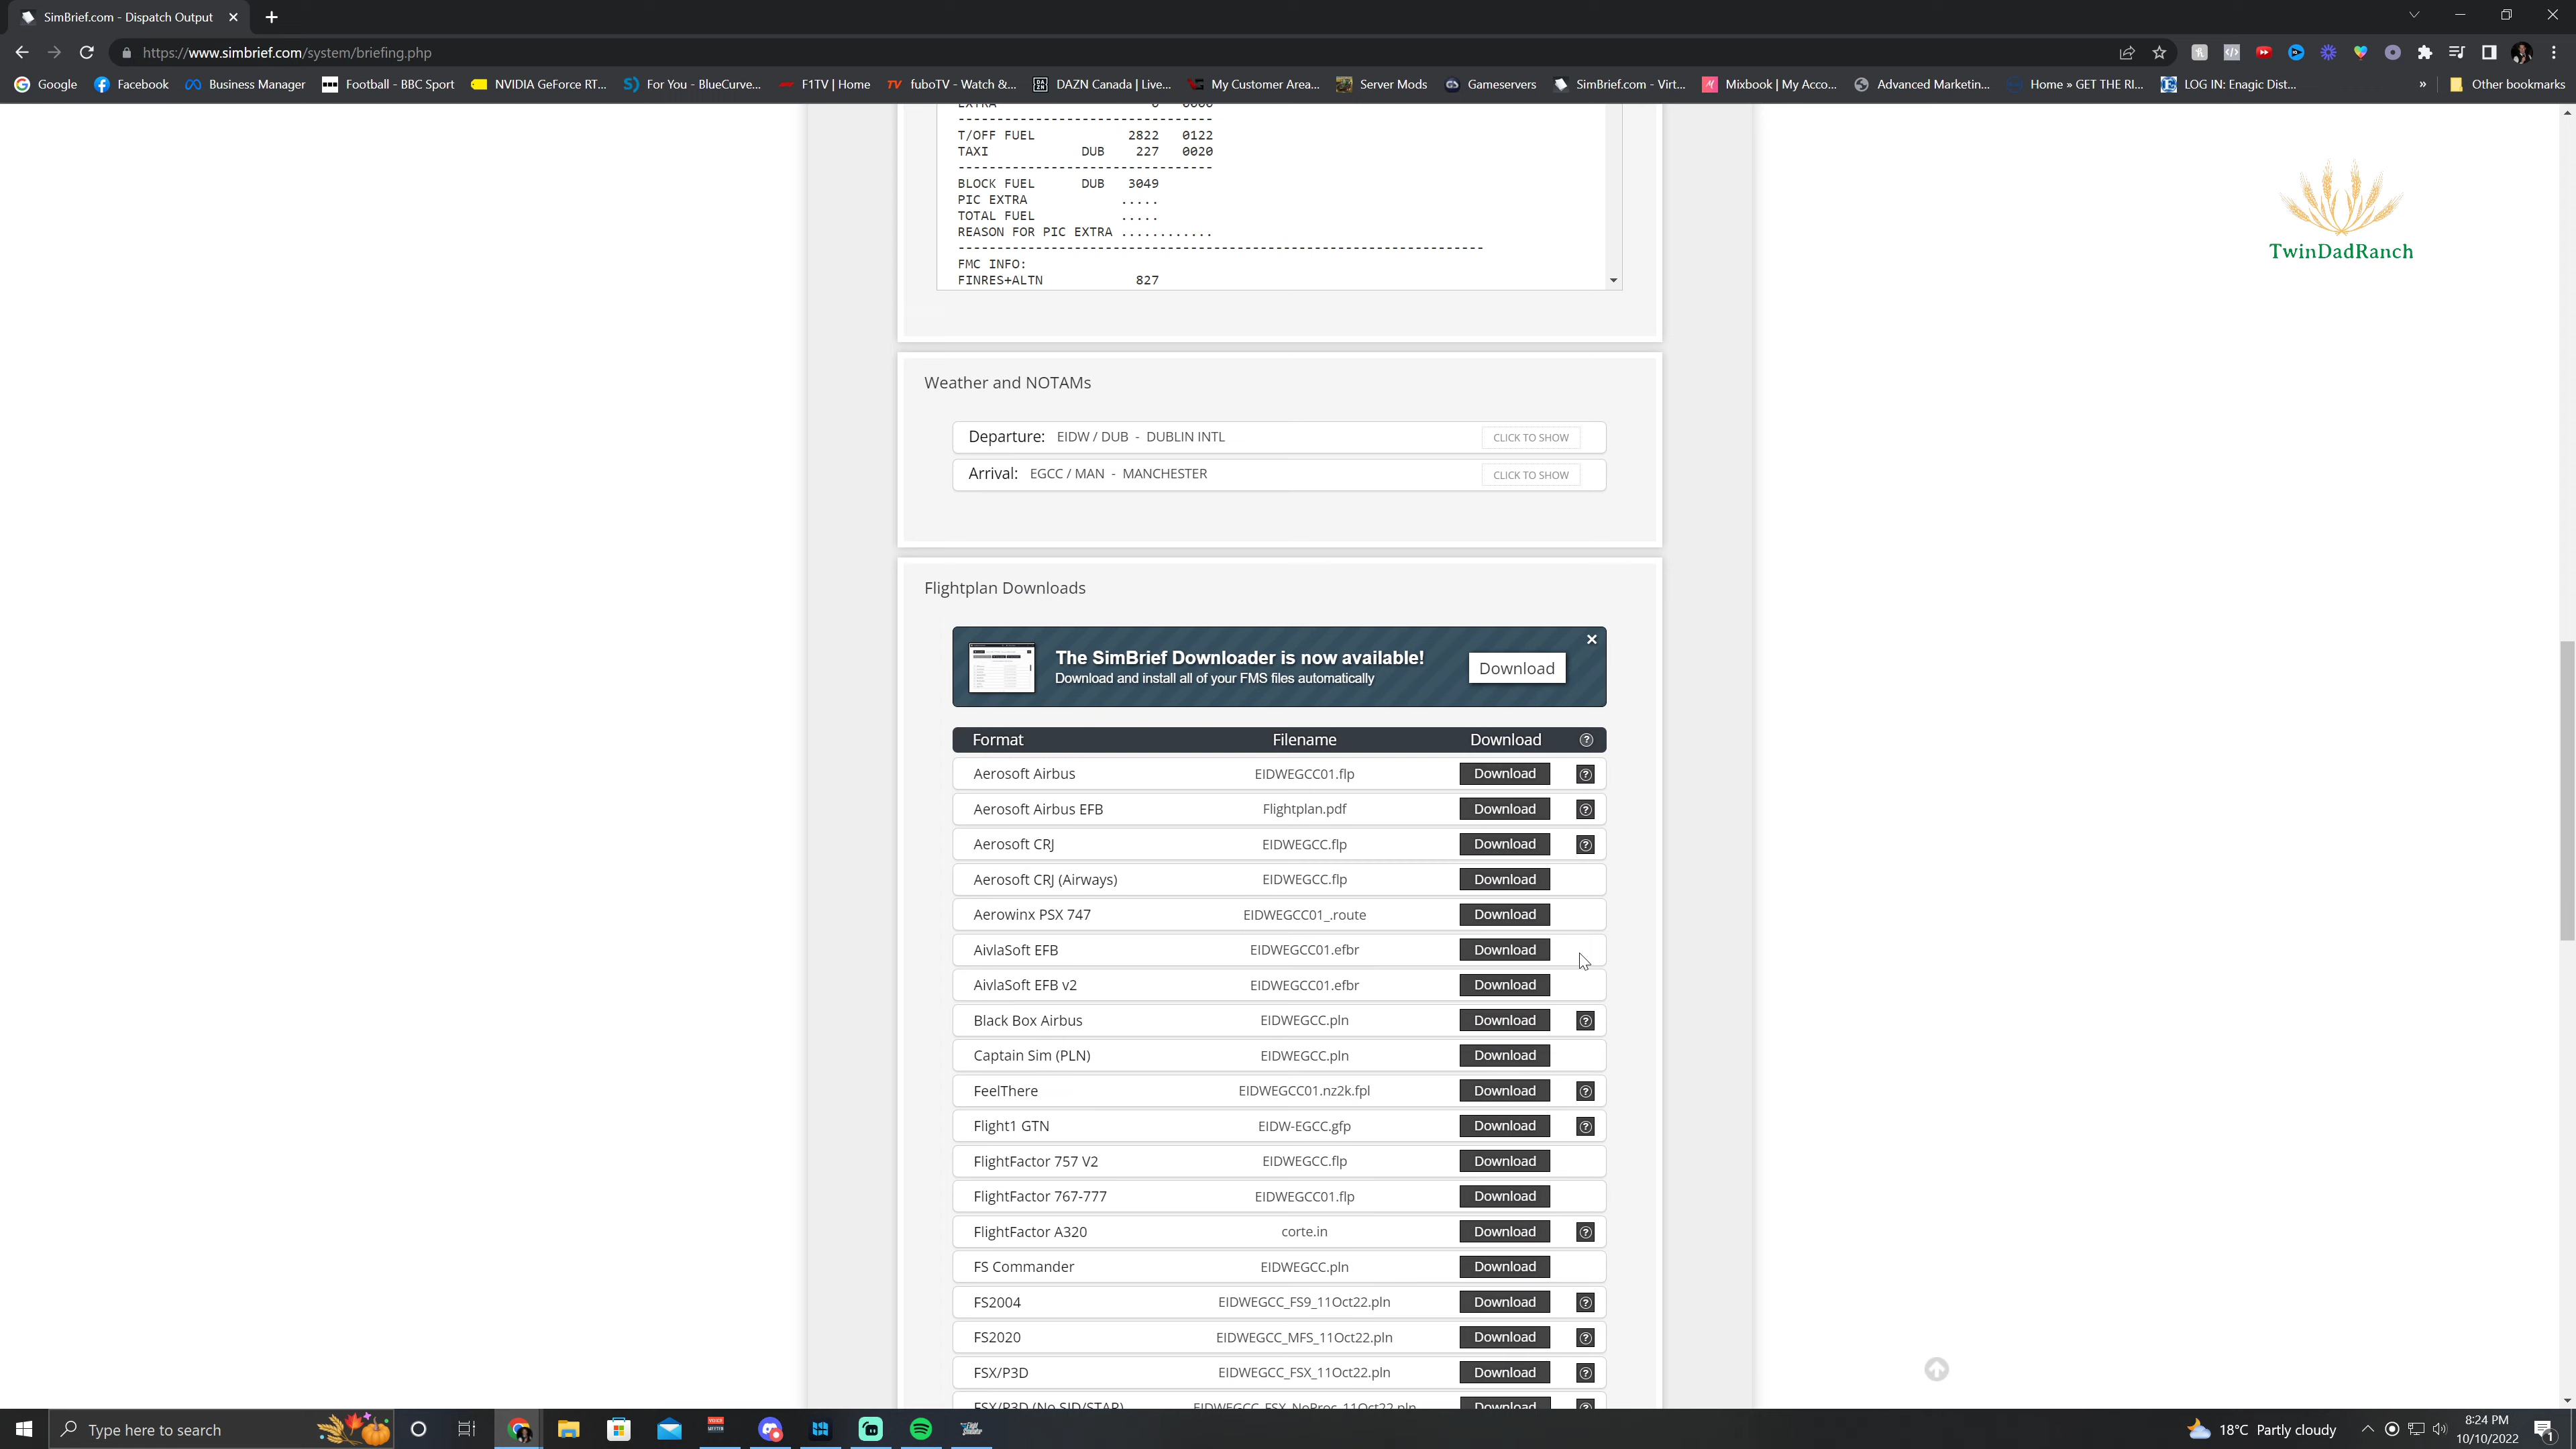 SimBrief.com - Dispatch Output
https://www.simbrief.com/system/briefing.php
Google
Facebook
Business Manager
Football - BBC Sport
NVIDIA GeForce RT...
For You - BlueCurve...
F1TV | Home
fuboTV - Watch &...
DAZN Canada | Live...
My Customer Area...
Server Mods
Gameservers
SimBrief.com - Virt...
Mixbook | My Acco...
Advanced Marketin...
Home » GET THE RI...
LOG IN: Enagic Dist...
»
Other bookmarks
EXTRA 0 0000
T/OFF FUEL 2822 0122
TAXI DUB 227 0020
BLOCK FUEL DUB 3049
PIC EXTRA .....
TOTAL FUEL .....
REASON FOR PIC EXTRA ............
FMC INFO:
FINRES+ALTN 827
TwinDadRanch
Weather and NOTAMs
Departure: EIDW / DUB - DUBLIN INTL CLICK TO SHOW
Arrival: EGCC / MAN - MANCHESTER CLICK TO SHOW
Flightplan Downloads
The SimBrief Downloader is now available!
Download and install all of your FMS files automatically
Download
Format Filename Download ?
Aerosoft Airbus EIDWEGCC01.flp Download ?
Aerosoft Airbus EFB Flightplan.pdf Download ?
Aerosoft CRJ EIDWEGCC.flp Download ?
Aerosoft CRJ (Airways) EIDWEGCC.flp Download
Aerowinx PSX 747 EIDWEGCC01_.route Download
AivlaSoft EFB EIDWEGCC01.efbr Download
AivlaSoft EFB v2 EIDWEGCC01.efbr Download
Black Box Airbus EIDWEGCC.pln Download ?
Captain Sim (PLN) EIDWEGCC.pln Download
FeelThere EIDWEGCC01.nz2k.fpl Download ?
Flight1 GTN EIDW-EGCC.gfp Download ?
FlightFactor 757 V2 EIDWEGCC.flp Download
FlightFactor 767-777 EIDWEGCC01.flp Download
FlightFactor A320 corte.in Download ?
FS Commander EIDWEGCC.pln Download
FS2004 EIDWEGCC_FS9_11Oct22.pln Download ?
FS2020 EIDWEGCC_MFS_11Oct22.pln Download ?
FSX/P3D EIDWEGCC_FSX_11Oct22.pln Download ?
FSX/P3D (No SID/STAR) EIDWEGCC_FSX_NoProc_11Oct22.pln Download
Type here to search
18°C Partly cloudy
8:24 PM
10/10/2022
1